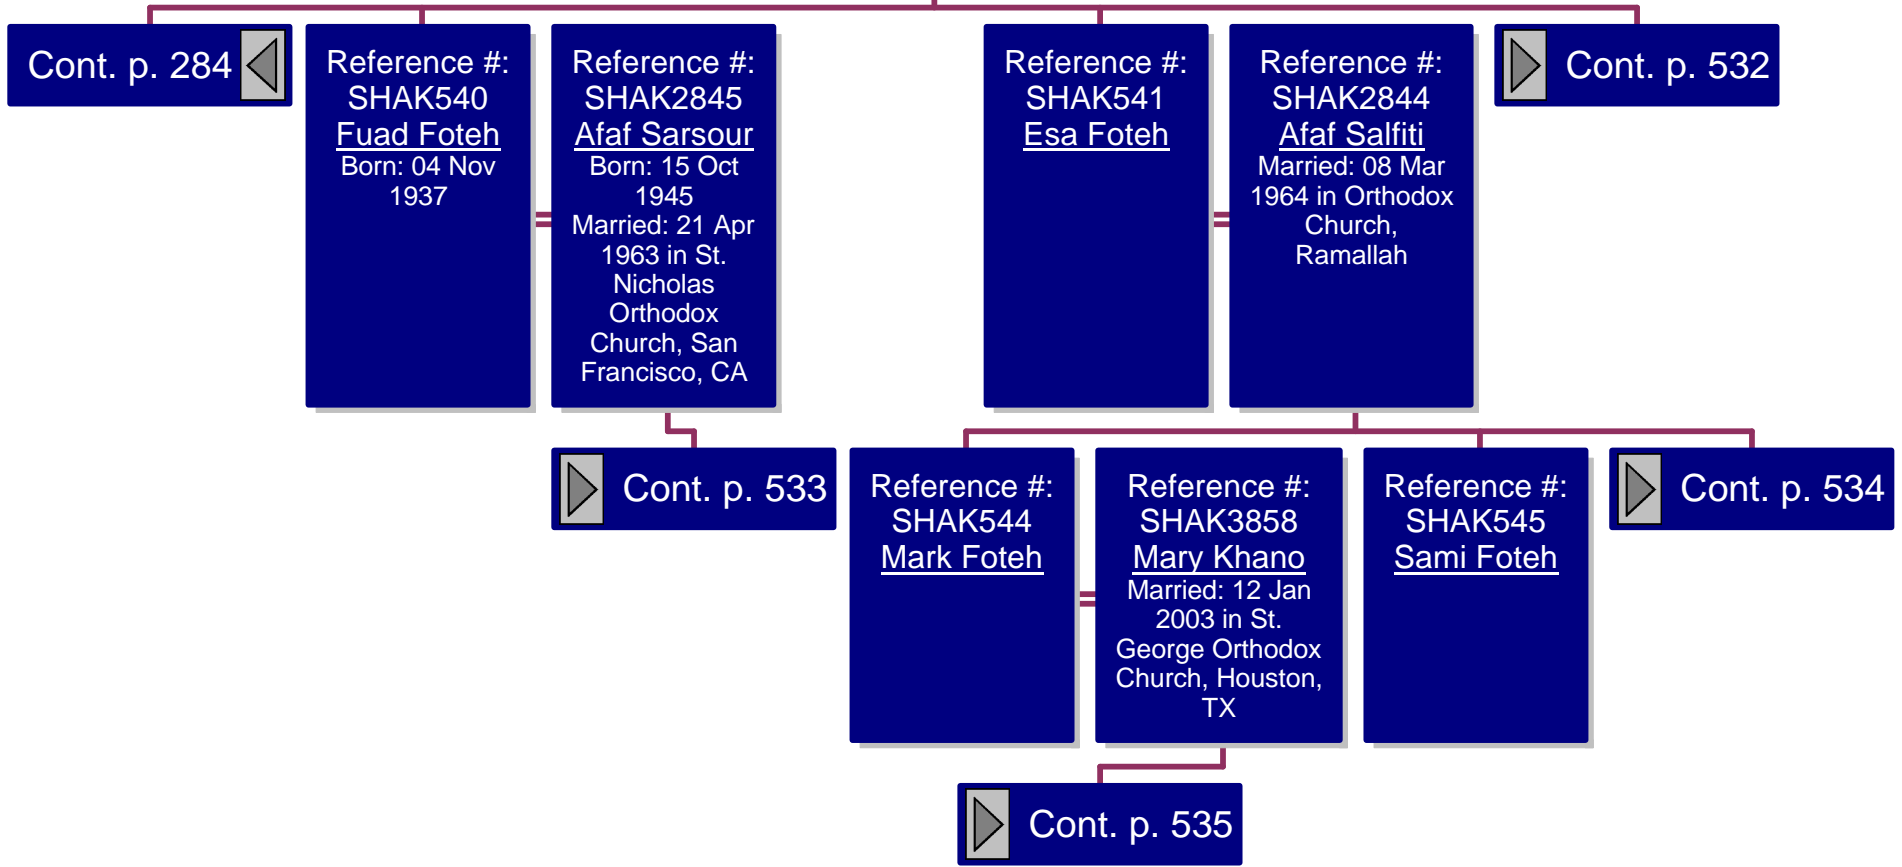 Cont. p. 284
Reference #:
SHAK540
Fuad Foteh
Born: 04 Nov
1937
Reference #:
SHAK2845
Afaf Sarsour
Born: 15 Oct
1945
Married: 21 Apr
1963 in St.
Nicholas
Orthodox
Church, San
Francisco, CA
Reference #:
SHAK541
Esa Foteh
Reference #:
SHAK2844
Afaf Salfiti
Married: 08 Mar
1964 in Orthodox
Church,
Ramallah
Cont. p. 532
Cont. p. 533
Reference #:
SHAK544
Mark Foteh
Reference #:
SHAK3858
Mary Khano
Married: 12 Jan
2003 in St.
George Orthodox
Church, Houston,
TX
Reference #:
SHAK545
Sami Foteh
Cont. p. 534
Cont. p. 535